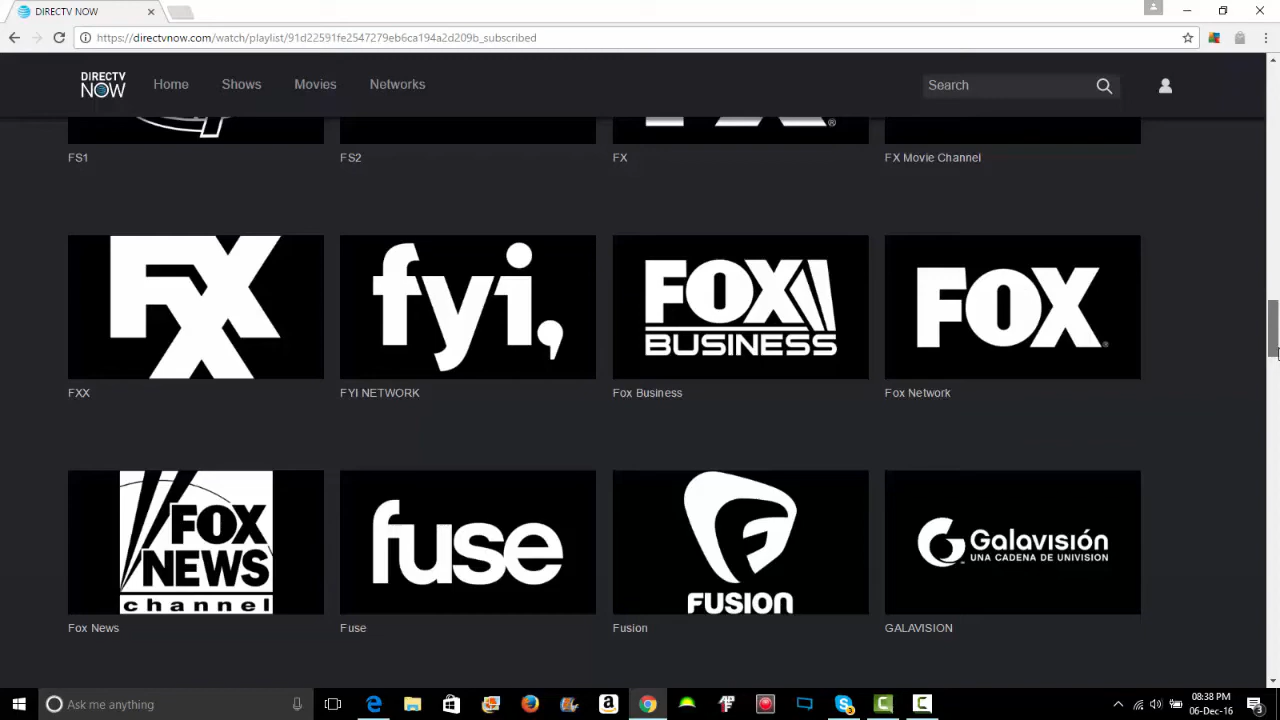 DIRECTV NOW
https://directvnow.com/watch/playlist/91d22591fe2547279eb6ca194a2d209b_subscribed
DIRECTV
NOW
Home
Shows
Movies
Networks
Search
FS1
FS2
FX
FX Movie Channel
FXX
fyi,
FOX
BUSINESS
FOX
FXX
FYI NETWORK
Fox Business
Fox Network
FOX
NEWS
channel
fuse
FUSION
Galavisión
UNA CADENA DE UNIVISION
Fox News
Fuse
Fusion
GALAVISION
Ask me anything
08:38 PM
06-Dec-16